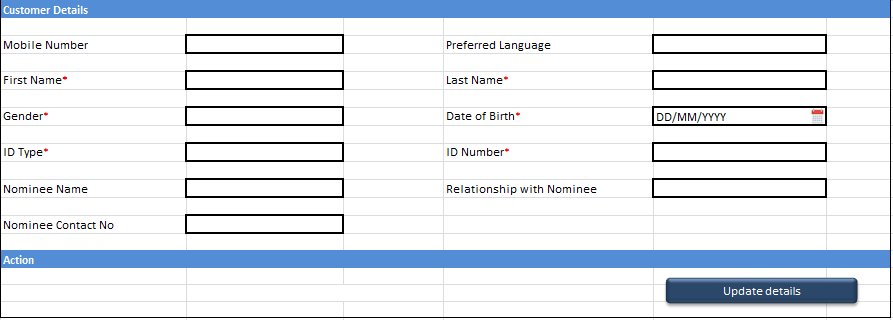 Customer Details
Mobile Number Preferred Language
First Name* Last Name*
Gender* Date of Birth* DD/MM/YYYY
ID Type* ID Number*
Nominee Name Relationship with Nominee
Nominee Contact No
Action
Update details